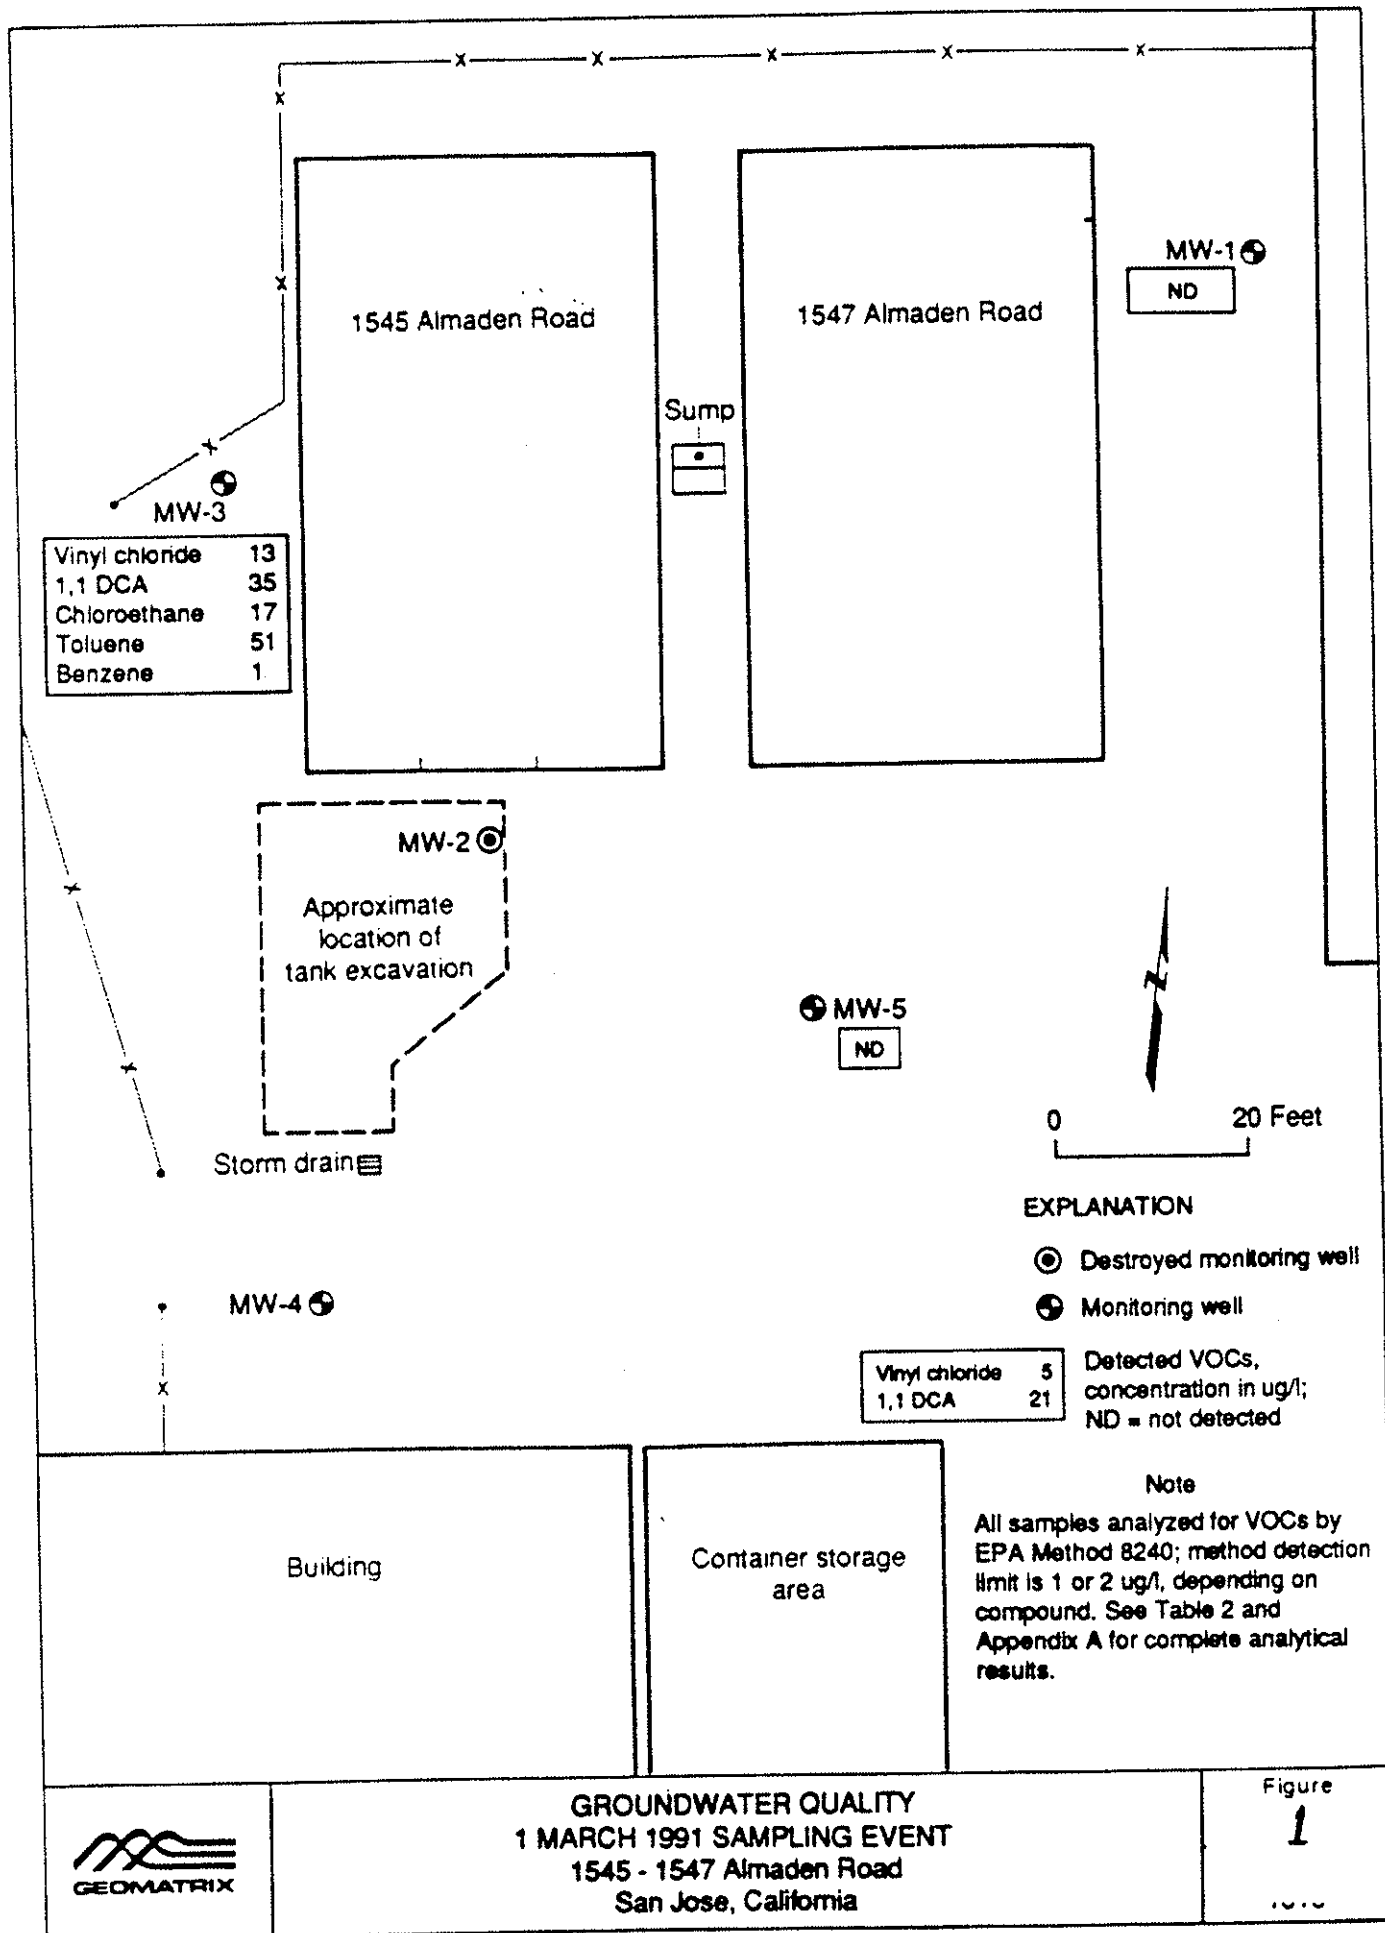 1545 Almaden Road
1547 Almaden Road
MW-1
ND
Sump
MW-3
Vinyl chloride 13
1,1 DCA 35
Chloroethane 17
Toluene 51
Benzene 1
MW-2
Approximate
location of
tank excavation
MW-5
ND
Z
0 20 Feet
Storm drain
EXPLANATION
Destroyed monitoring well
MW-4
Monitoring well
Vinyl chloride 5
1,1 DCA 21
Detected VOCs,
concentration in ug/l;
ND = not detected
Building
Container storage
area
Note
All samples analyzed for VOCs by
EPA Method 8240; method detection
limit is 1 or 2 ug/l, depending on
compound. See Table 2 and
Appendix A for complete analytical
results.
GEOMATRIX
GROUNDWATER QUALITY
1 MARCH 1991 SAMPLING EVENT
1545 - 1547 Almaden Road
San Jose, California
Figure
1